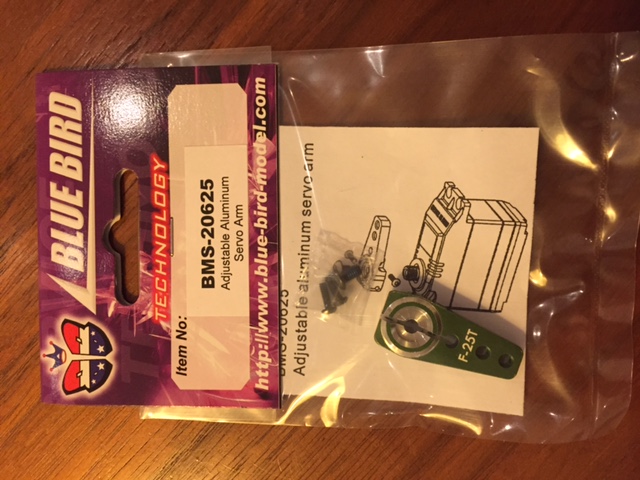 BLUE BIRD
TECHNOLOGY
Item No:
BMS-20625
Adjustable Aluminum
Servo Arm
http://www.blue-bird-model.com
BMS-20625
Adjustable aluminum servo arm
F-25T